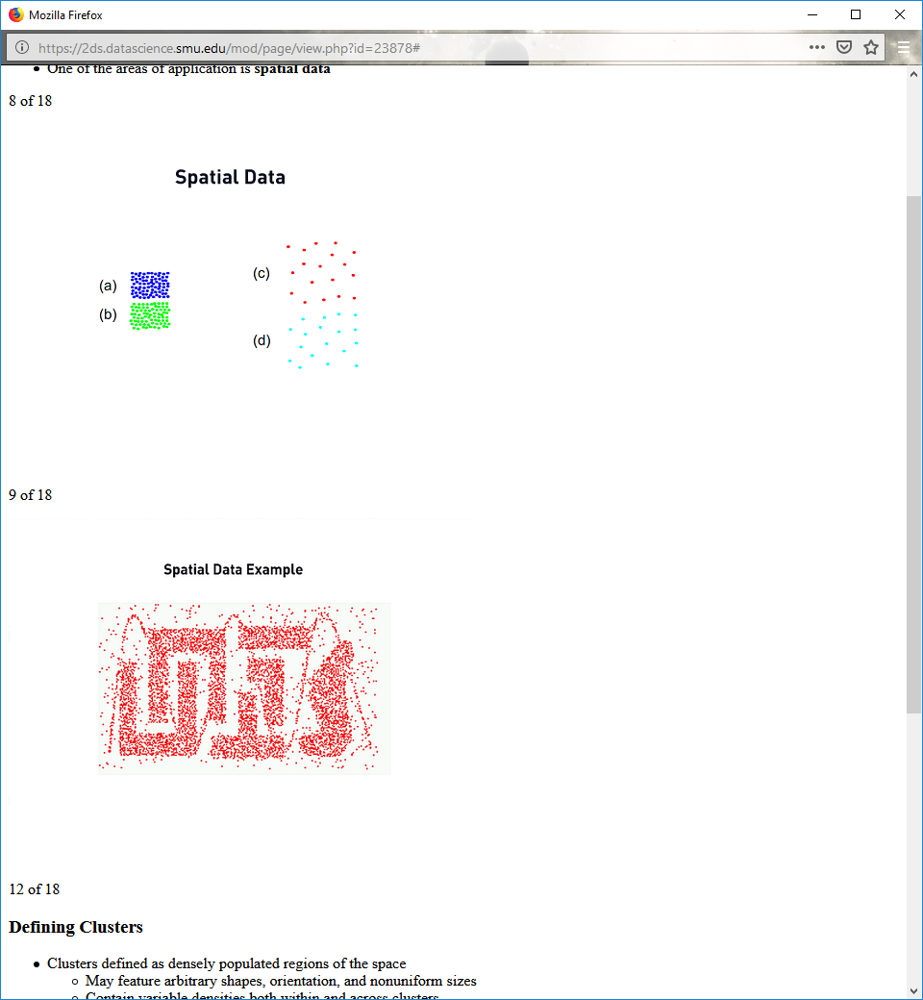 Mozilla Firefox
https://2ds.datascience.smu.edu/mod/page/view.php?id=23878#
One of the areas of application is spatial data
8 of 18
Spatial Data
(a)
(b)
(c)
(d)
9 of 18
Spatial Data Example
12 of 18
Defining Clusters
Clusters defined as densely populated regions of the space
May feature arbitrary shapes, orientation, and nonuniform sizes
Contain variable densities both within and across clusters